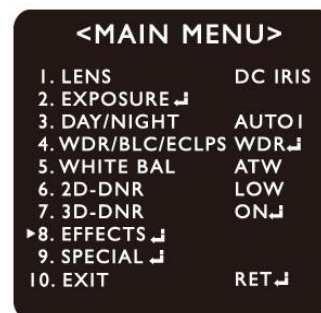 <MAIN MENU>
1. LENS DC IRIS
2. EXPOSURE↲
3. DAY/NIGHT AUTO1
4. WDR/BLC/ECLPS WDR↲
5. WHITE BAL ATW
6. 2D-DNR LOW
7. 3D-DNR ON↲
▸8. EFFECTS↲
9. SPECIAL↲
10. EXIT RET↲